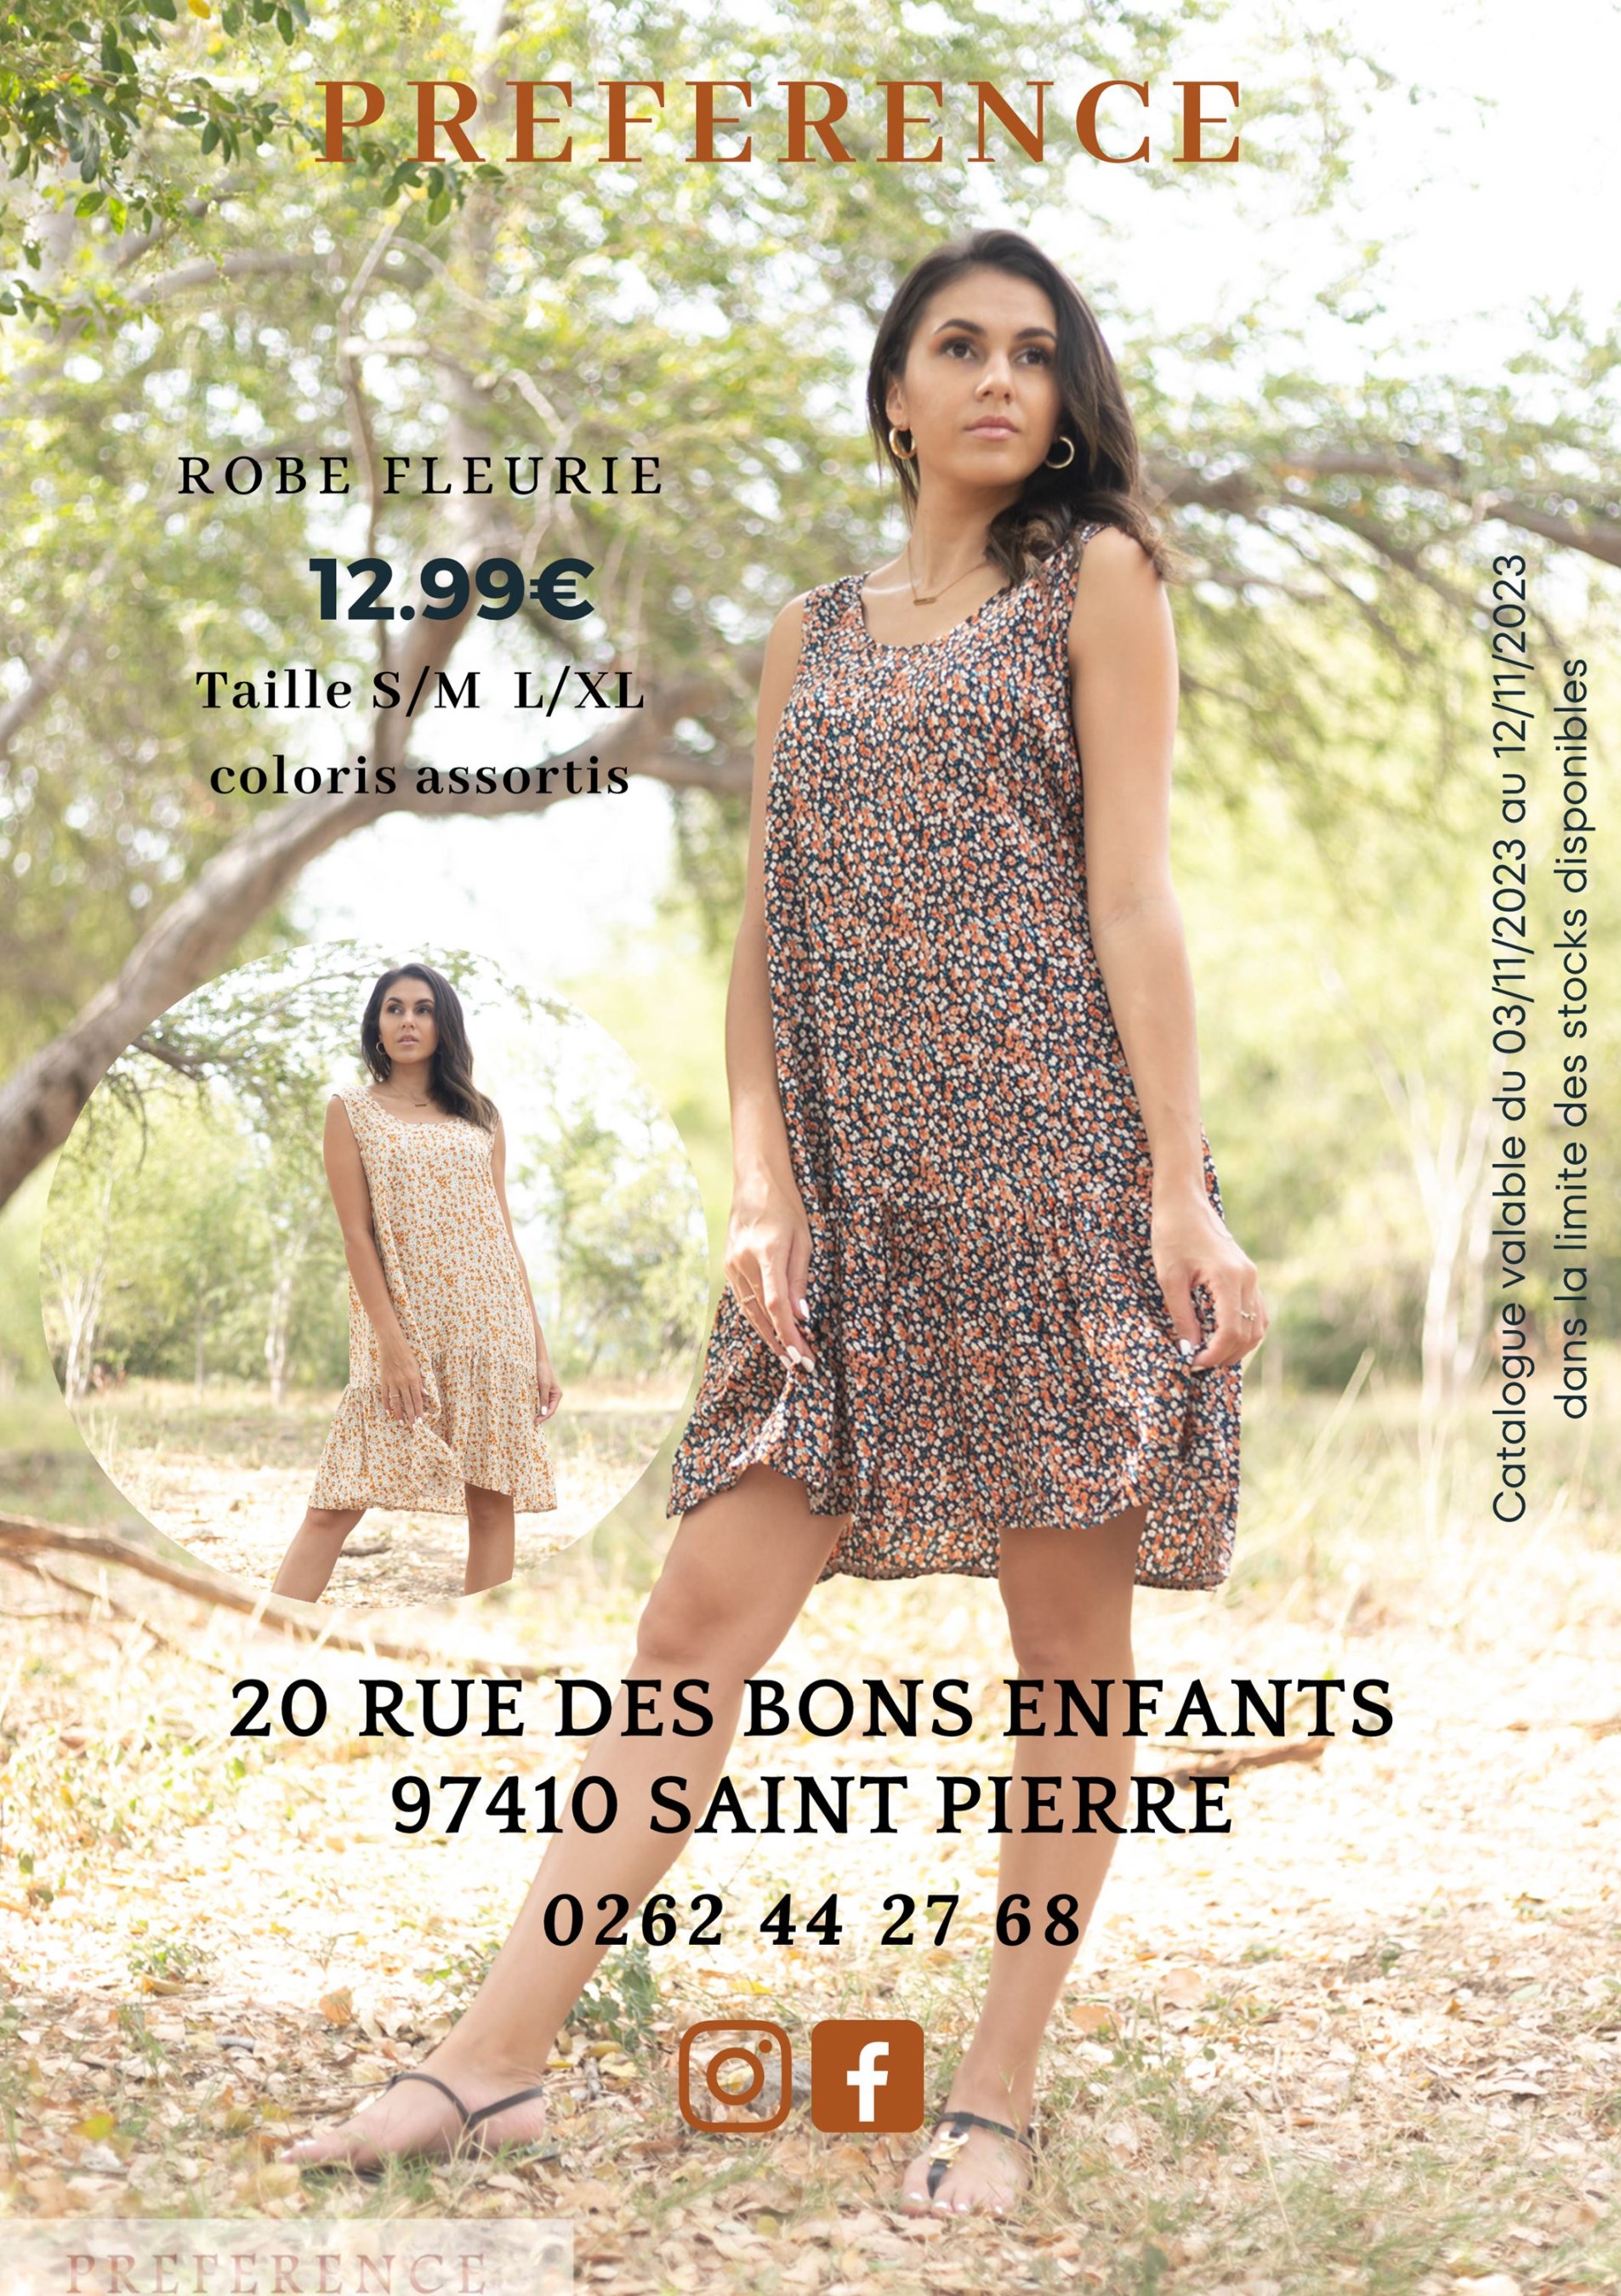 PREFERENCE
ROBE FLEURIE
12.99€
Taille S/M L/XL
coloris assortis
Catalogue valable du 03/11/2023 au 12/11/2023
dans la limite des stocks disponibles
20 RUE DES BONS ENFANTS
97410 SAINT PIERRE
0262 44 27 68
PREFERENCE